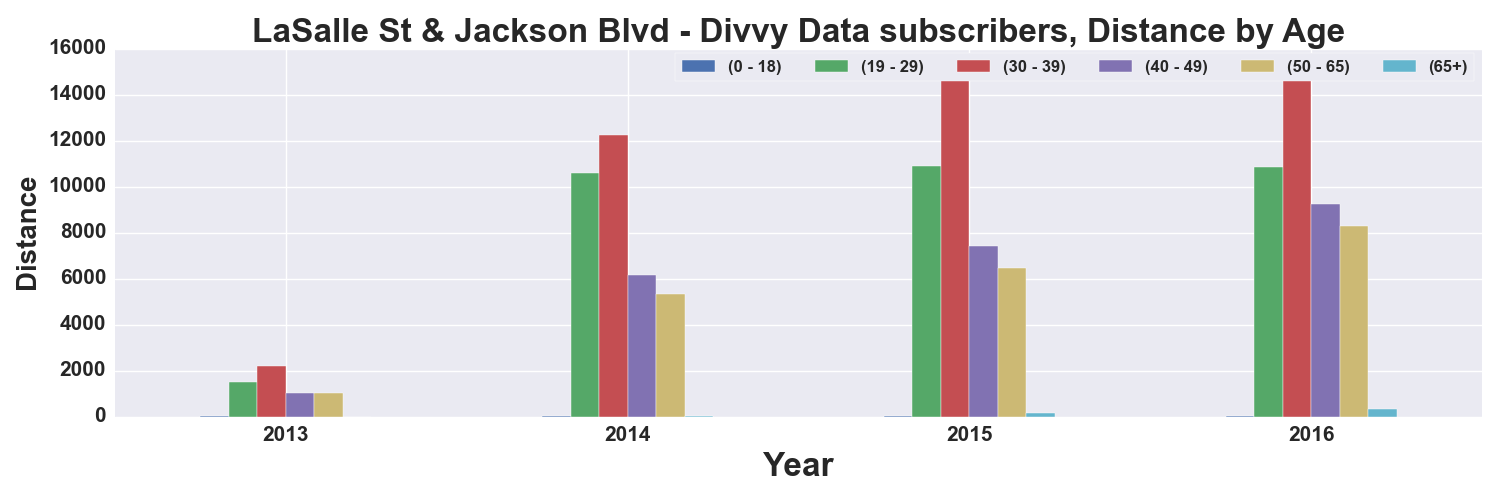 LaSalle St & Jackson Blvd - Divvy Data subscribers, Distance by Age
16000
14000
12000
10000
8000
6000
4000
2000
0
Distance
(0 - 18) (19 - 29) (30 - 39) (40 - 49) (50 - 65) (65+)
2013 2014 2015 2016
Year